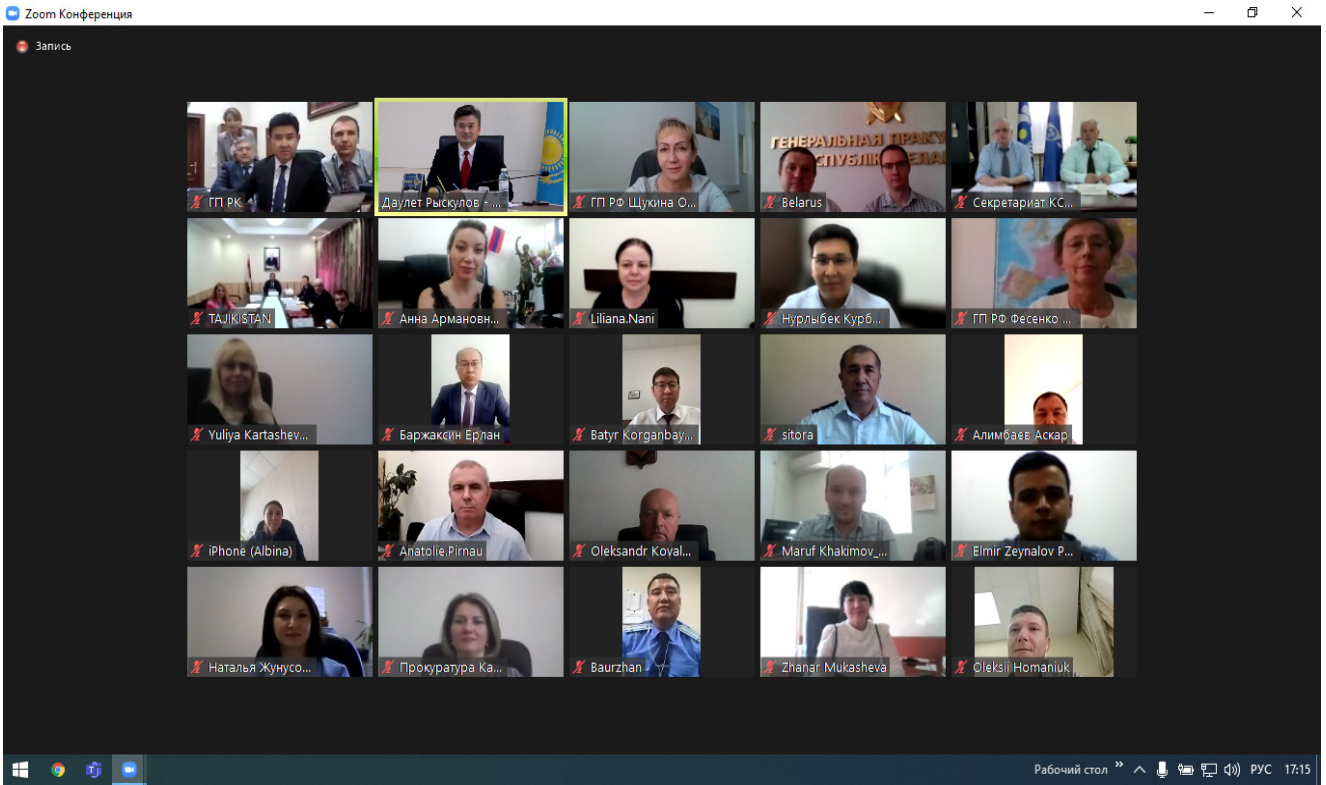 Zoom Конференция
Запись
ГП РК
Даулет Рыскулов - ...
ГП РФ Щукина О...
ГЕНЕРАЛЬНАЯ ПРАКУ
СПУБЛІК
Belarus
Секретариат КС...
TAJIKISTAN
Анна Армановн...
Liliana.Nani
Нурлыбек Курб...
ГП РФ Фесенко ...
Yuliya Kartashev...
Баржаксин Ерлан
Batyr Korganbay...
sitora
Алимбаев Аскар
iPhone (Albina)
Anatolie.Pirnau
Oleksandr Koval...
Maruf Khakimov_...
Elmir Zeynalov P...
Наталья Жунусо...
Прокуратура Ка...
Baurzhan
Zhanar Mukasheva
Oleksii Homaniuk
Рабочий стол
РУС
17:15